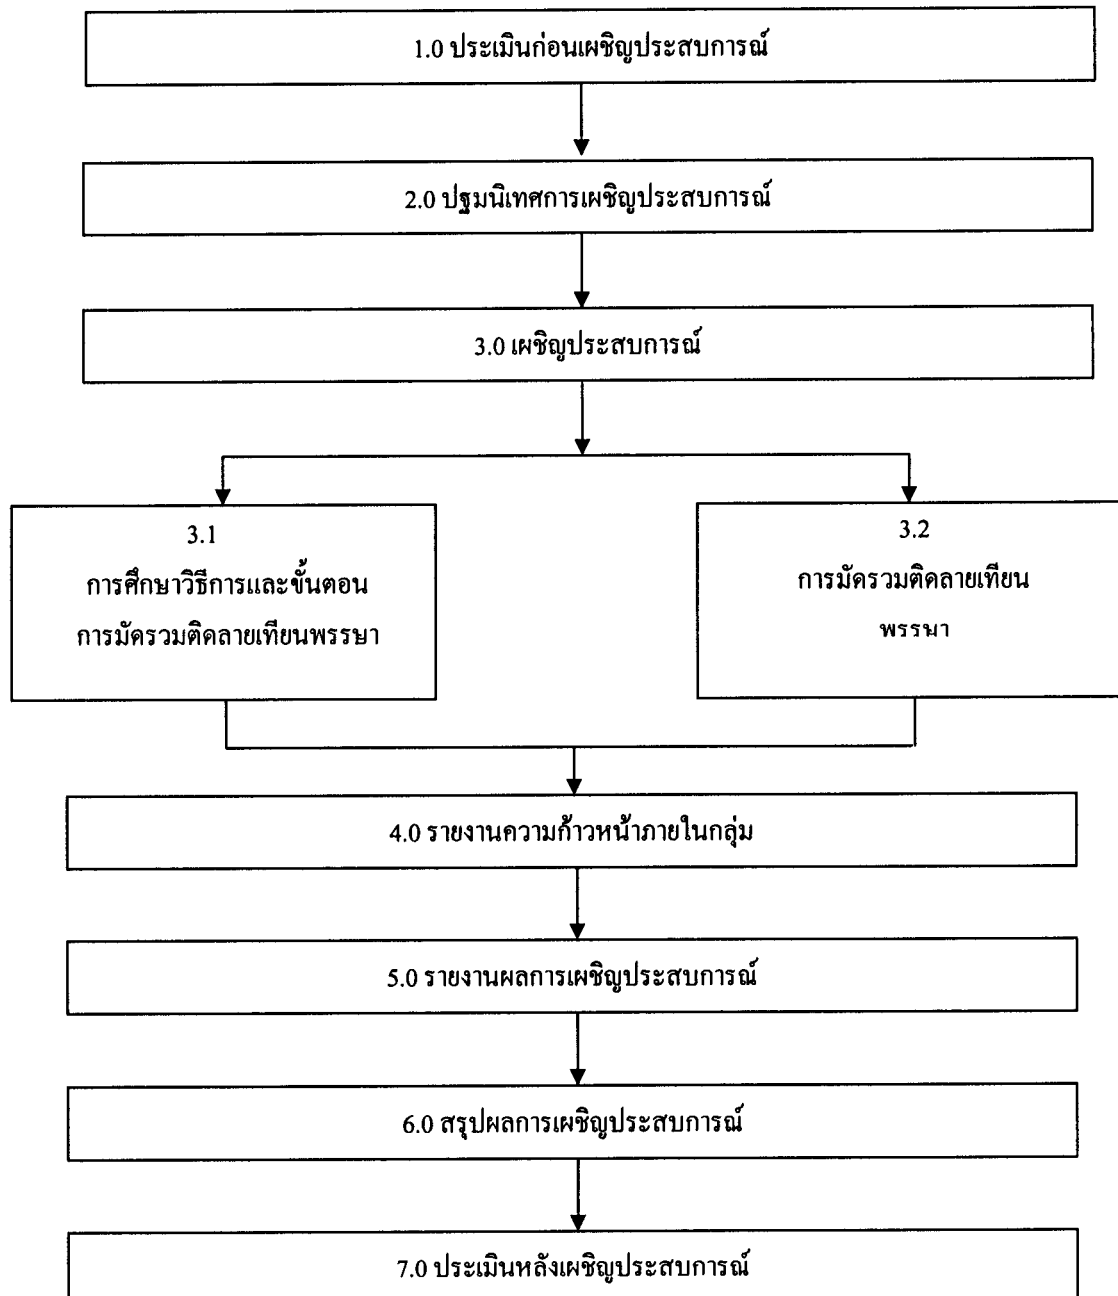 1.0 ประเมินก่อนเผชิญประสบการณ์
2.0 ปฐมนิเทศการเผชิญประสบการณ์
3.0 เผชิญประสบการณ์
3.1
การศึกษาวิธีการและขั้นตอน
การมัดรวมติดลายเทียนพรรษา
3.2
การมัดรวมติดลายเทียน
พรรษา
4.0 รายงานความก้าวหน้าภายในกลุ่ม
5.0 รายงานผลการเผชิญประสบการณ์
6.0 สรุปผลการเผชิญประสบการณ์
7.0 ประเมินหลังเผชิญประสบการณ์